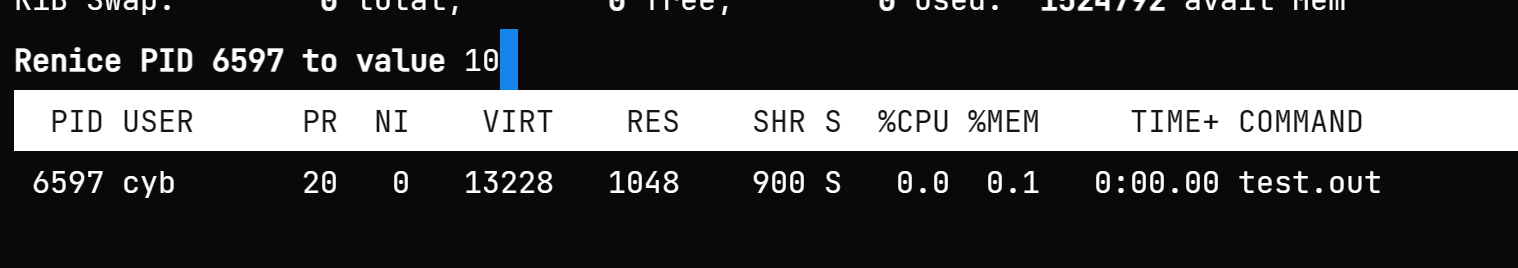 KiB Swap: 0 total, 0 free, 0 used. 1524792 avail Mem
Renice PID 6597 to value 10
PID USER PR NI VIRT RES SHR S %CPU %MEM TIME+ COMMAND
6597 cyb 20 0 13228 1048 900 S 0.0 0.1 0:00.00 test.out